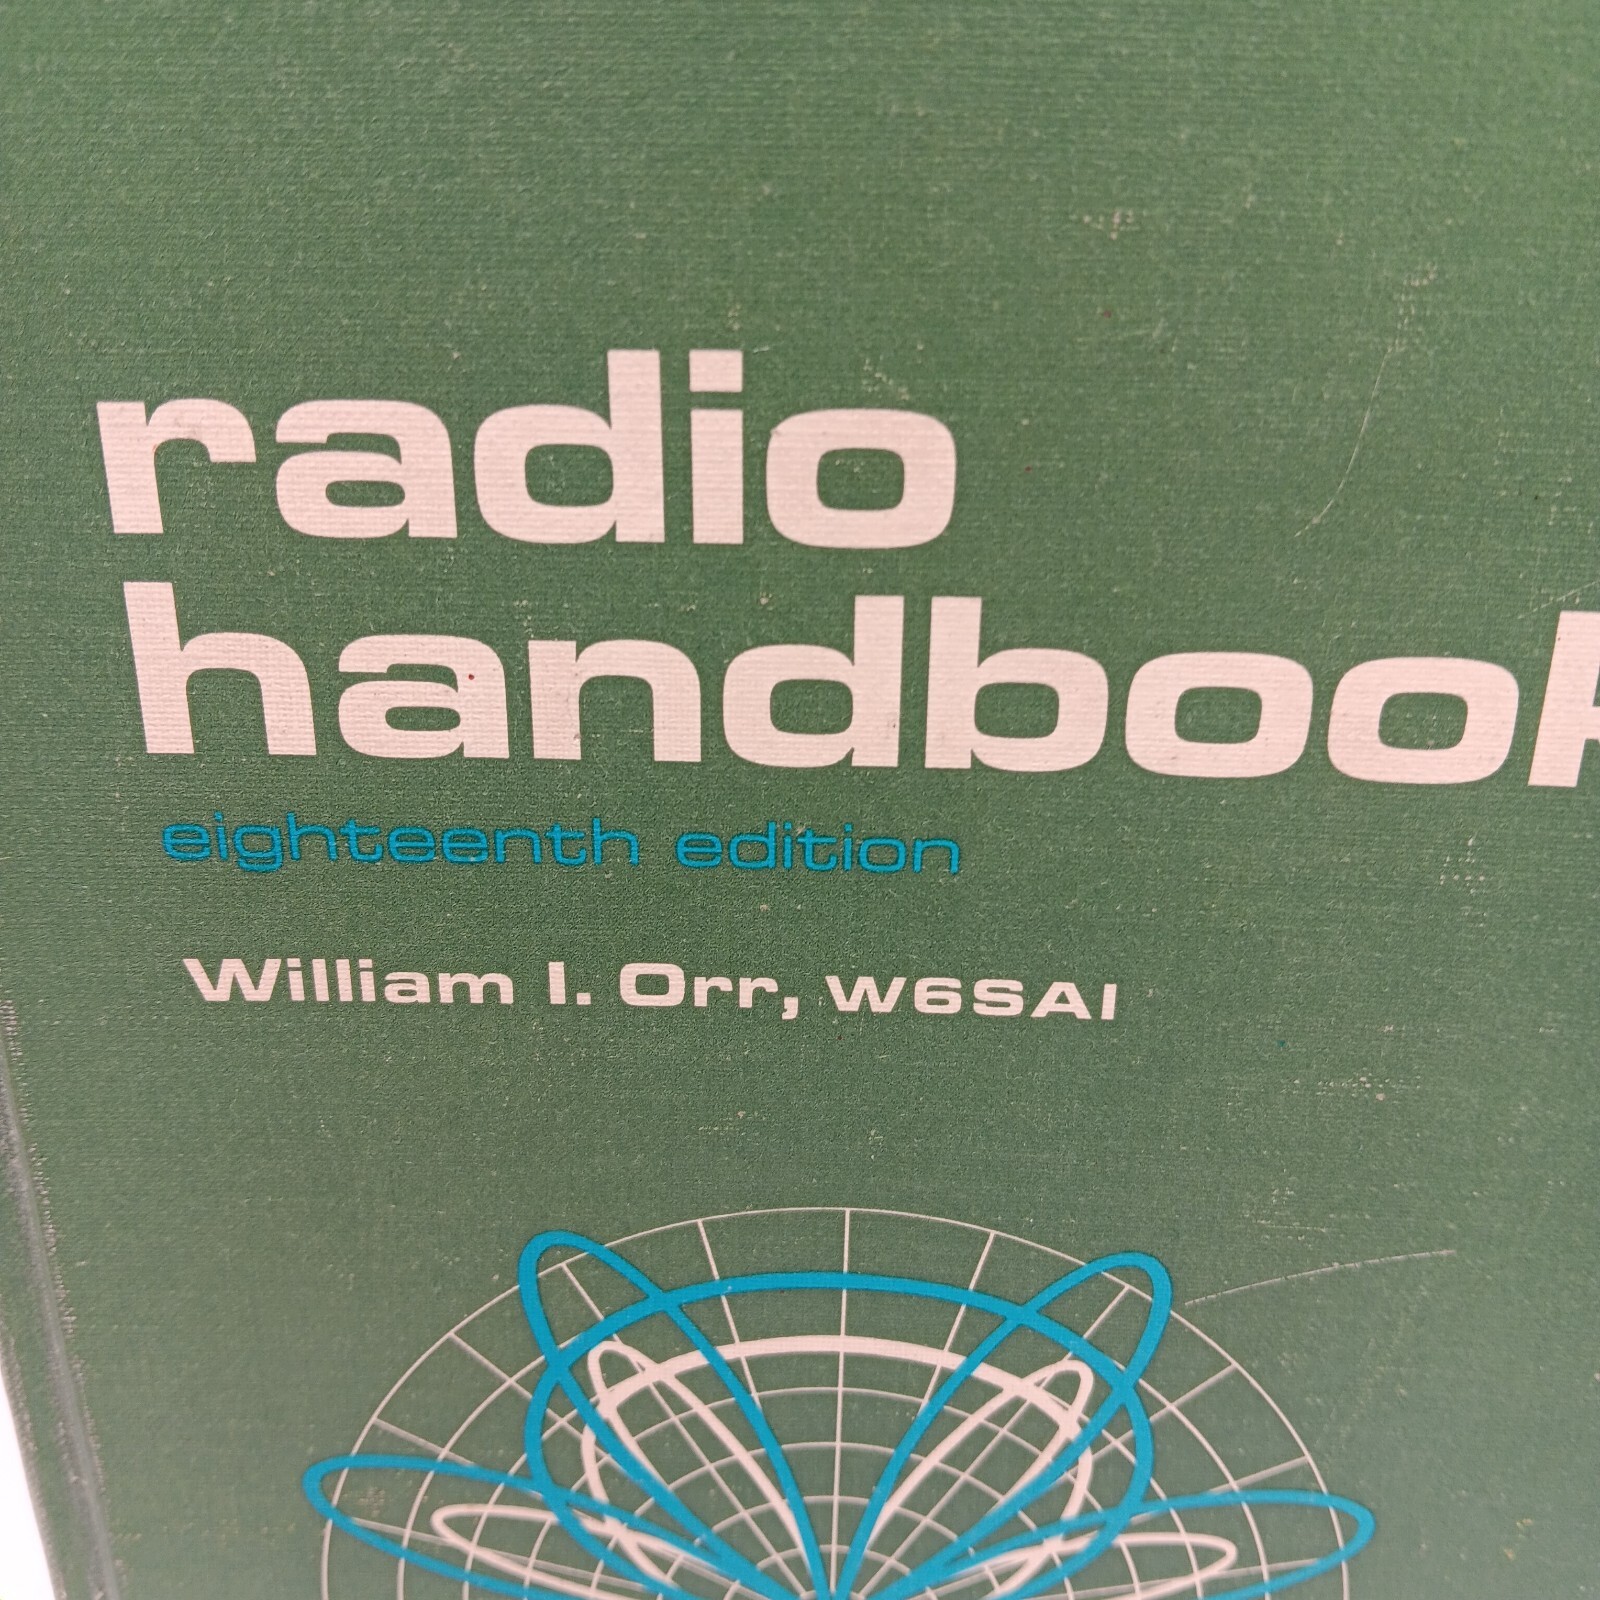 radio
handbook
eighteenth edition
William I. Orr, W6SAI